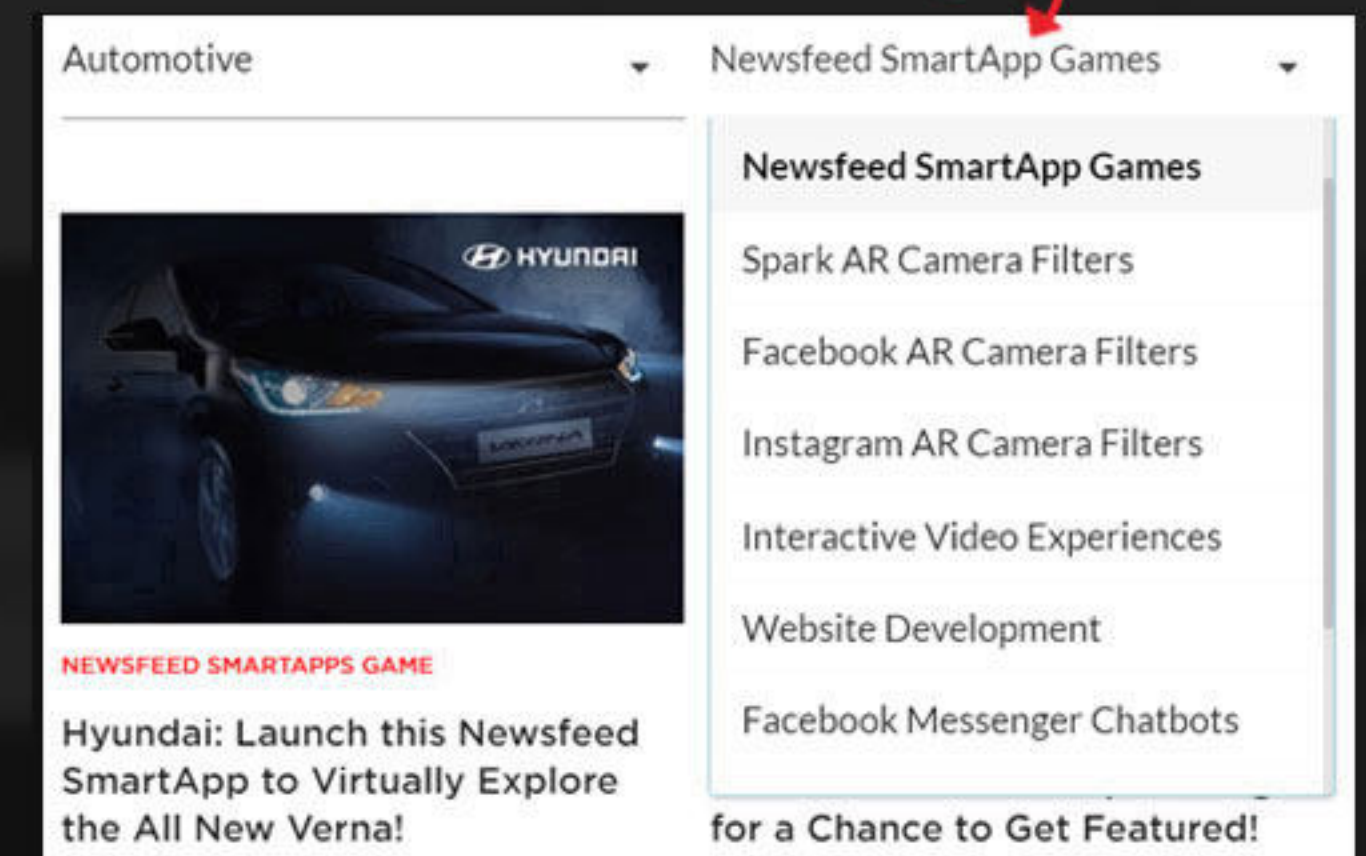 Automotive
Newsfeed SmartApp Games
Newsfeed SmartApp Games
Spark AR Camera Filters
Facebook AR Camera Filters
Instagram AR Camera Filters
Interactive Video Experiences
Website Development
Facebook Messenger Chatbots
HYUNDAI
NEWSFEED SMARTAPPS GAME
Hyundai: Launch this Newsfeed
SmartApp to Virtually Explore
the All New Verna!
for a Chance to Get Featured!